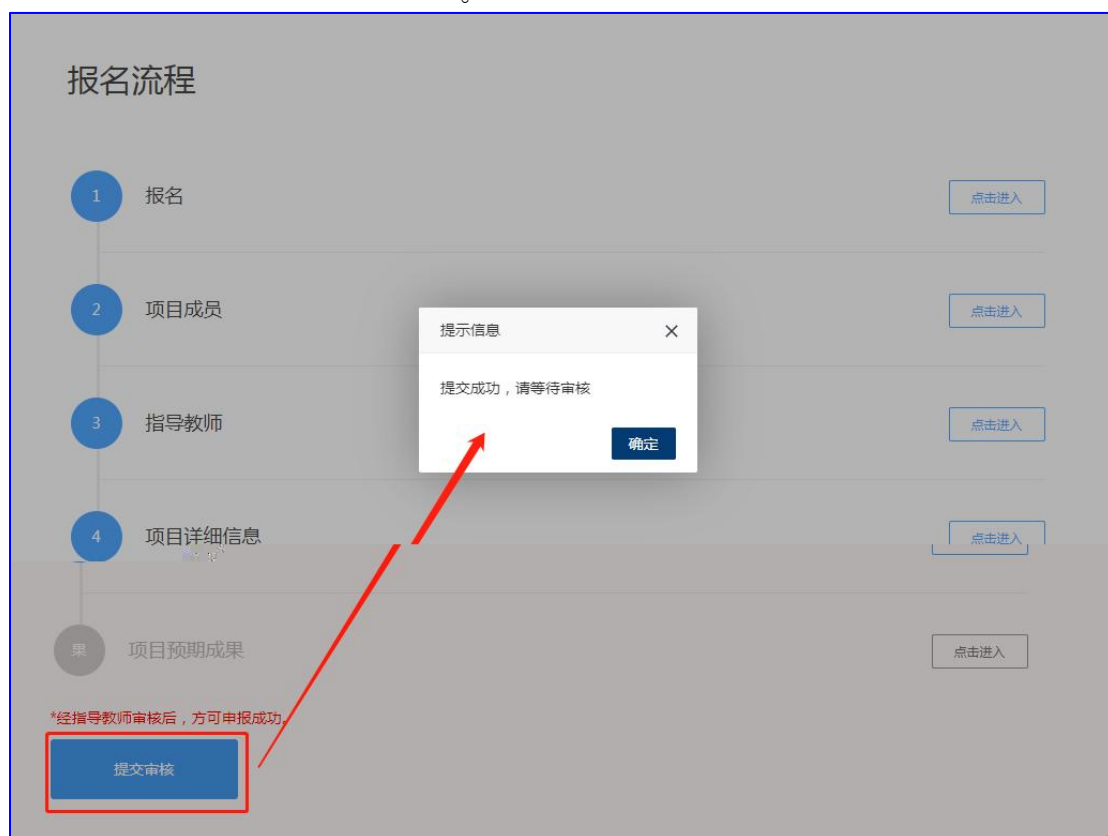 报名流程
1 报名 点击进入
2 项目成员 点击进入
提示信息
提交成功，请等待审核
3 指导教师 点击进入
确定
4 项目详细信息 点击进入
果 项目预期成果 点击进入
*经指导教师审核后，方可申报成功。
提交审核